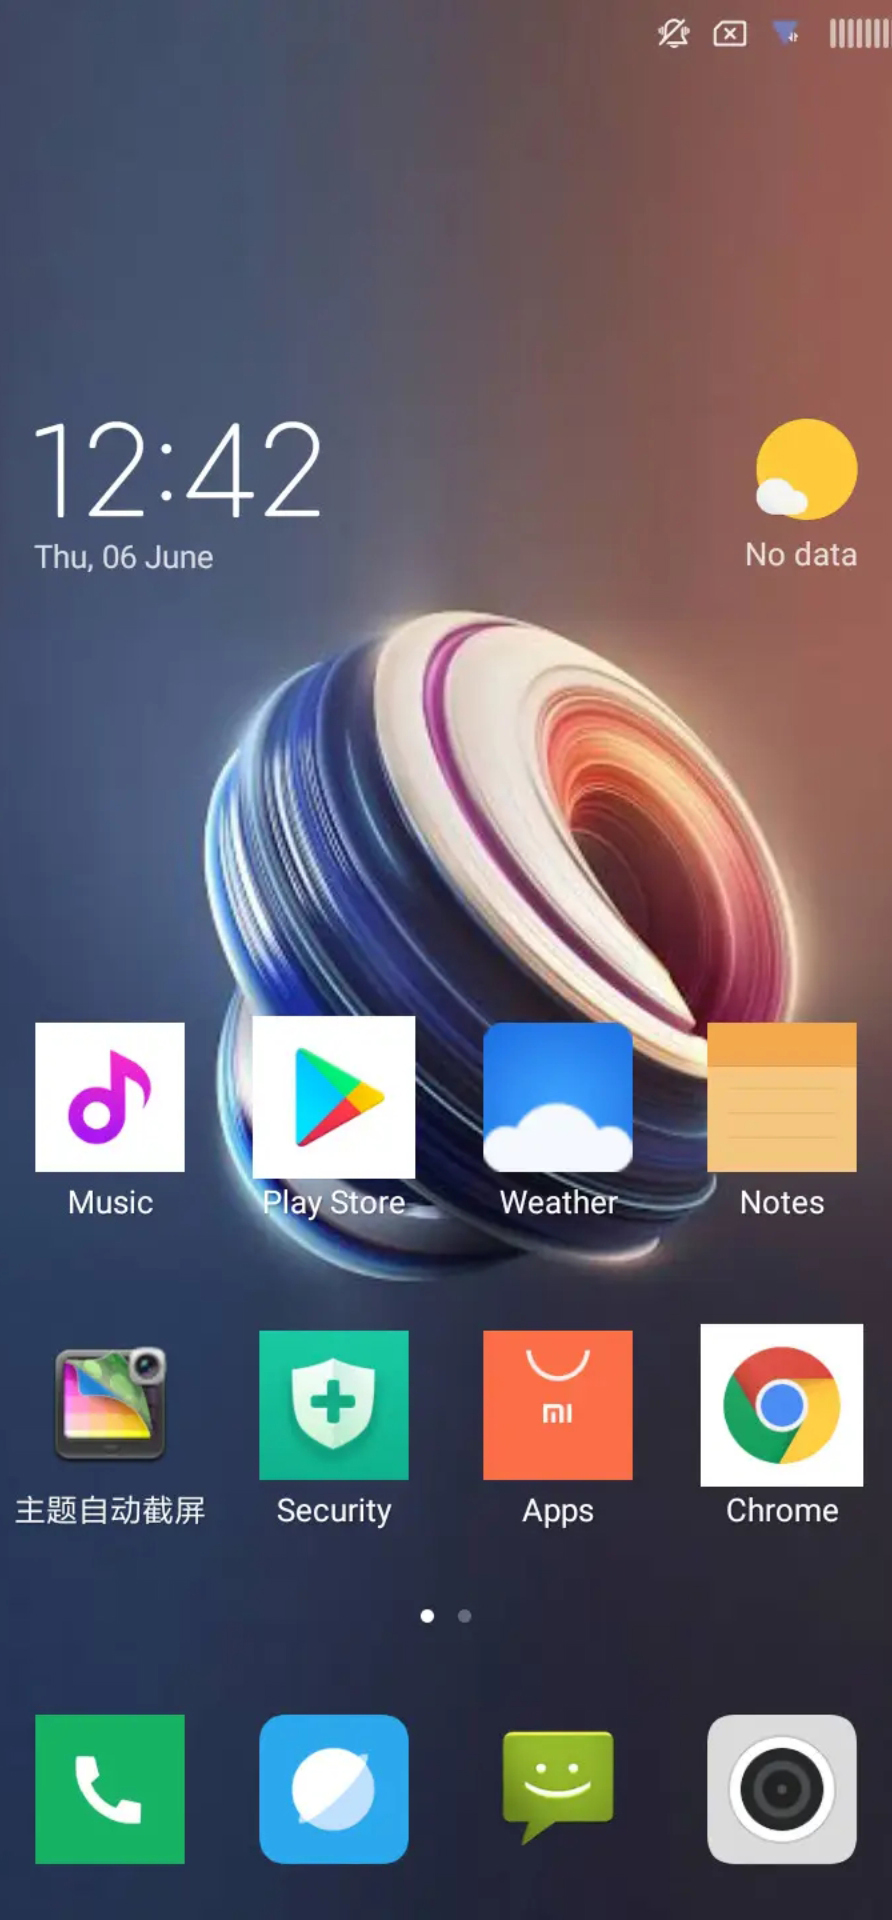 12:42
Thu, 06 June
No data
Music
Play Store
Weather
Notes
mi
主题自动截屏
Security
Apps
Chrome